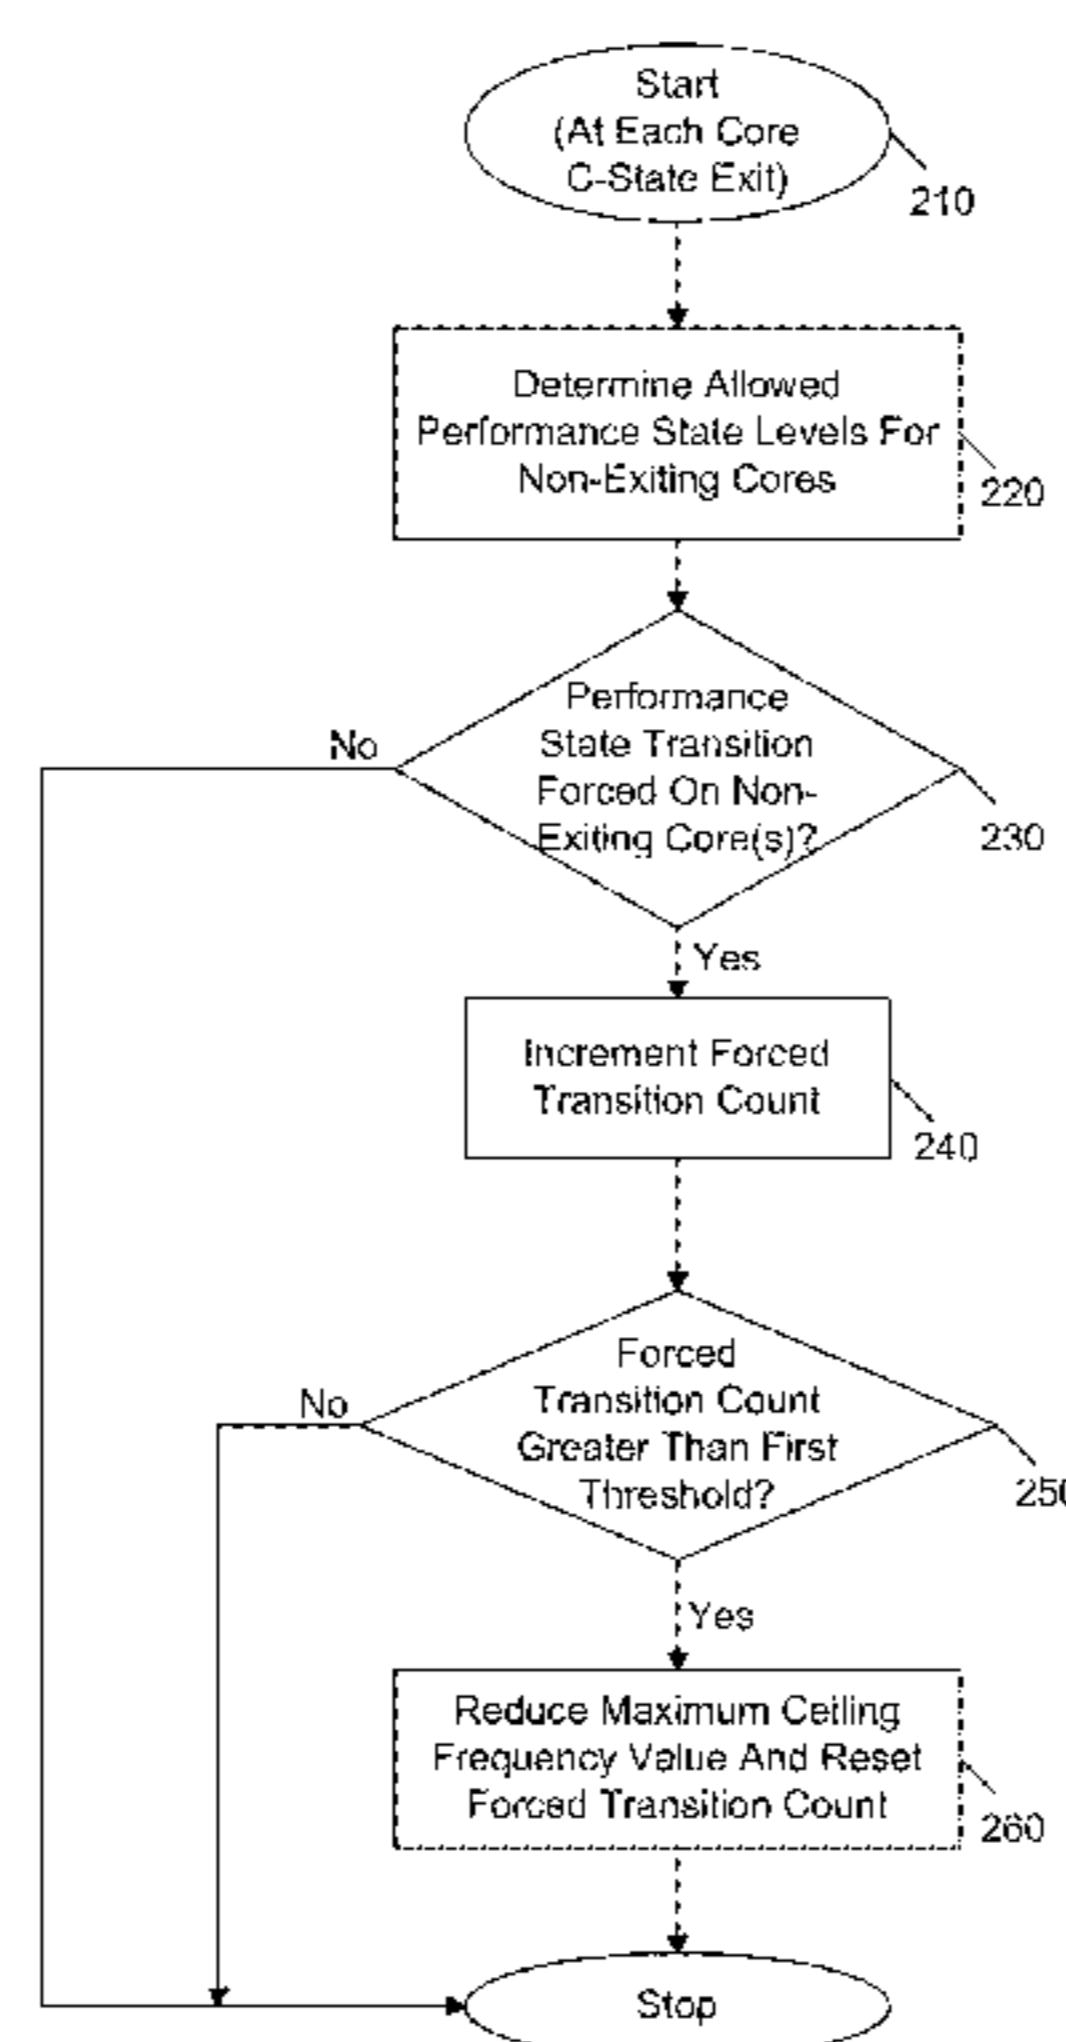 Start
(At Each Core
C-State Exit)
210
Determine Allowed
Performance State Levels For
Non-Exiting Cores
220
Performance
State Transition
Forced On Non-
Exiting Core(s)?
No
230
Yes
Increment Forced
Transition Count
240
Forced
Transition Count
Greater Than First
Threshold?
No
250
Yes
Reduce Maximum Ceiling
Frequency Value And Reset
Forced Transition Count
260
Stop